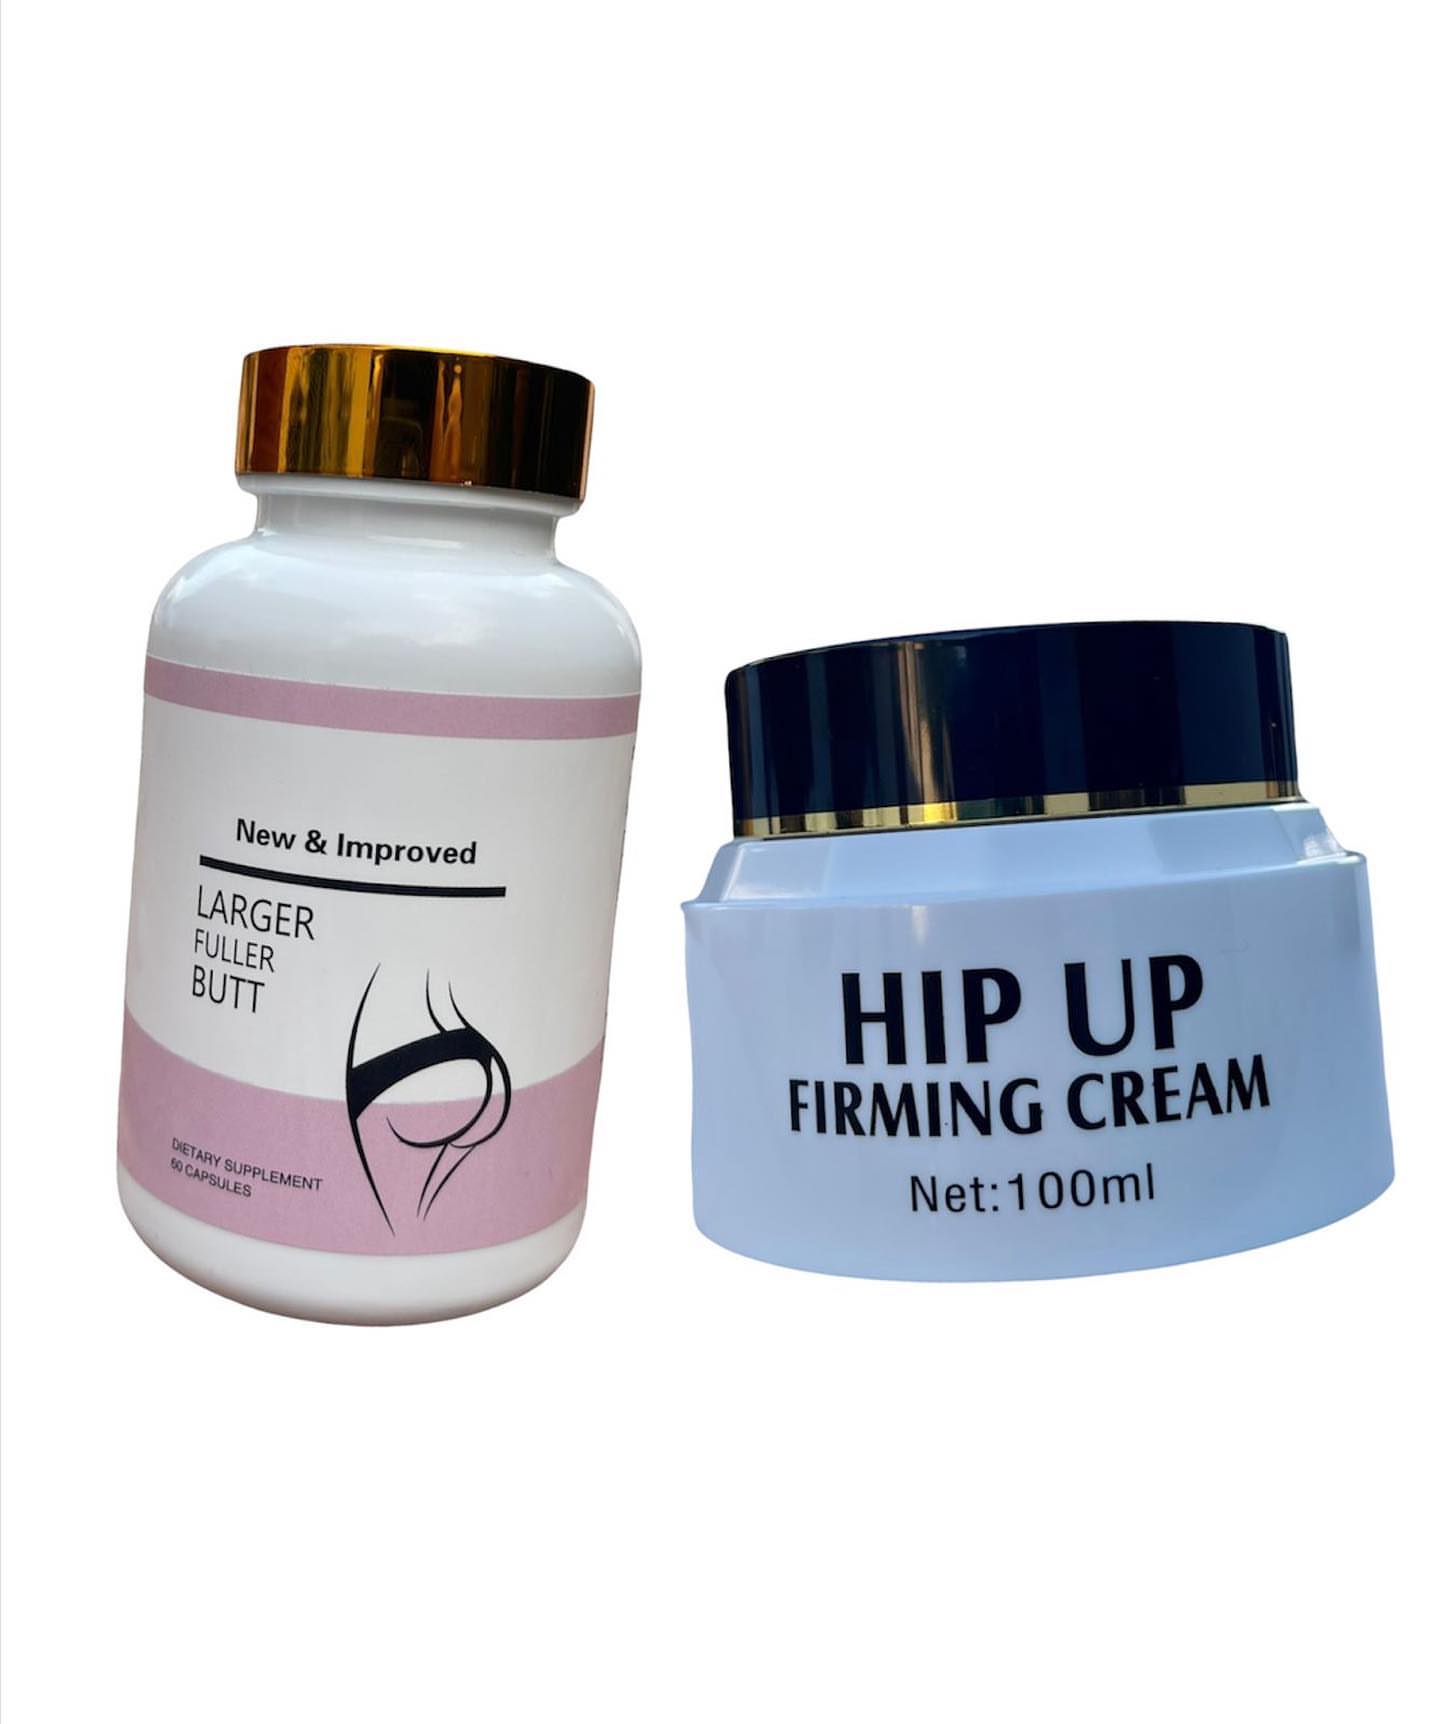 New & Improved
LARGER
FULLER
BUTT
DIETARY SUPPLEMENT
60 CAPSULES
HIP UP
FIRMING CREAM
Net:100ml